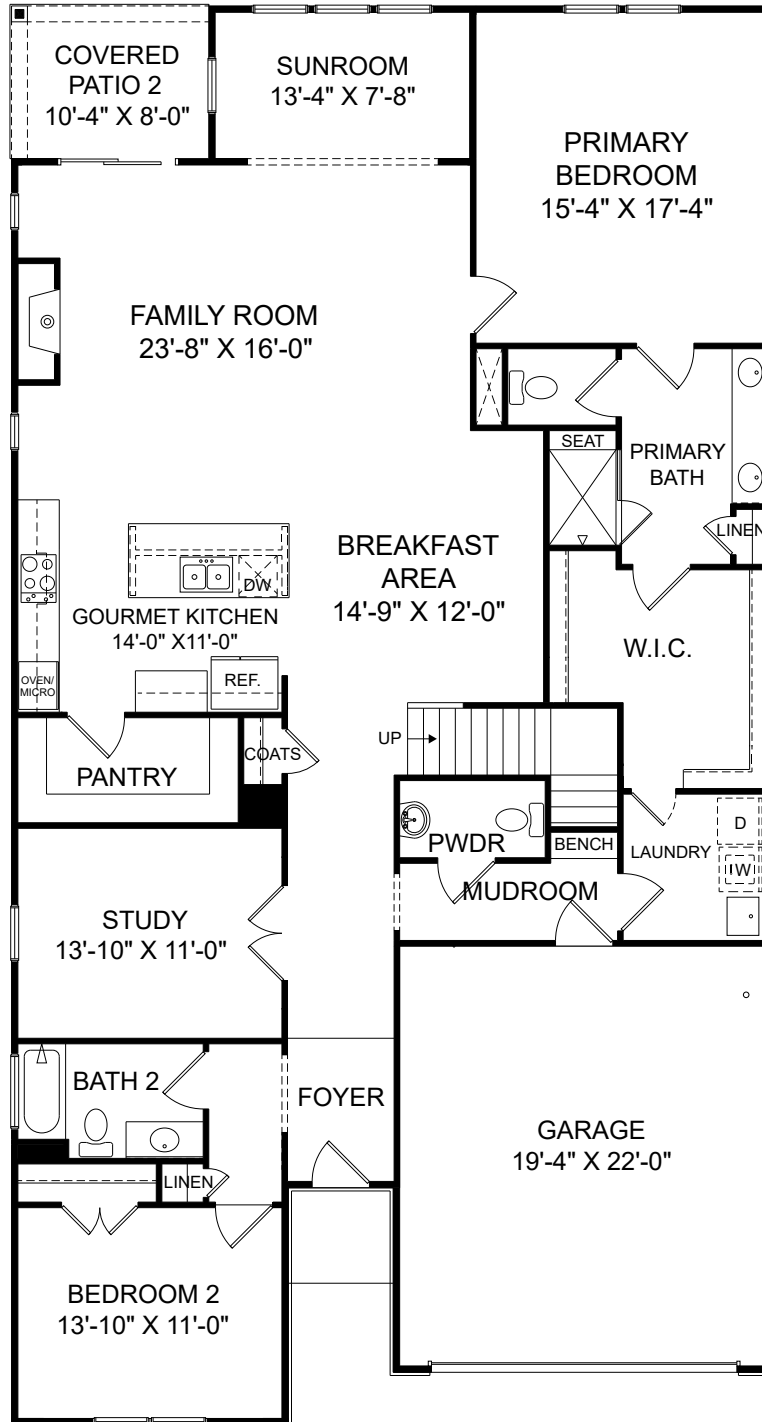 COVERED
PATIO 2
10'-4" X 8'-0"
SUNROOM
13'-4" X 7'-8"
PRIMARY
BEDROOM
15'-4" X 17'-4"
FAMILY ROOM
23'-8" X 16'-0"
SEAT
PRIMARY
BATH
LINEN
BREAKFAST
AREA
14'-9" X 12'-0"
DW
GOURMET KITCHEN
14'-0" X11'-0"
OVEN/
MICRO
REF.
W.I.C.
UP
COATS
PANTRY
PWDR
BENCH
LAUNDRY
D
W
MUDROOM
STUDY
13'-10" X 11'-0"
BATH 2
FOYER
LINEN
GARAGE
19'-4" X 22'-0"
BEDROOM 2
13'-10" X 11'-0"